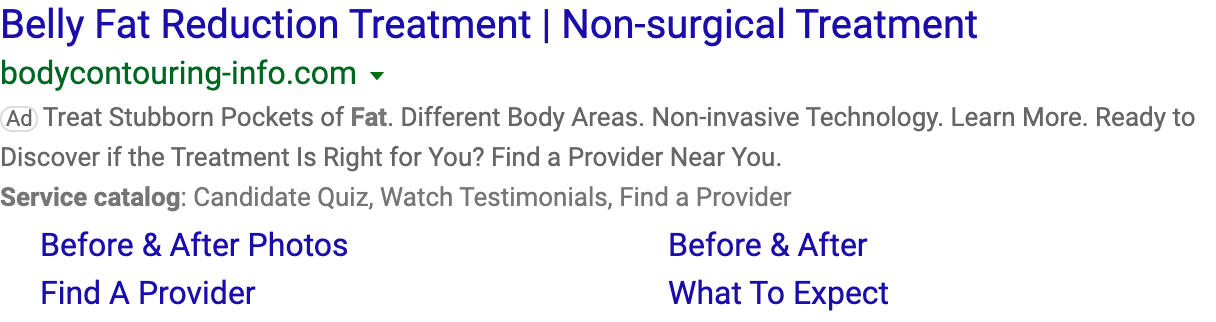 Belly Fat Reduction Treatment | Non-surgical Treatment
bodycontouring-info.com
Ad Treat Stubborn Pockets of Fat. Different Body Areas. Non-invasive Technology. Learn More. Ready to
Discover if the Treatment Is Right for You? Find a Provider Near You.
Service catalog: Candidate Quiz, Watch Testimonials, Find a Provider
Before & After Photos
Before & After
Find A Provider
What To Expect